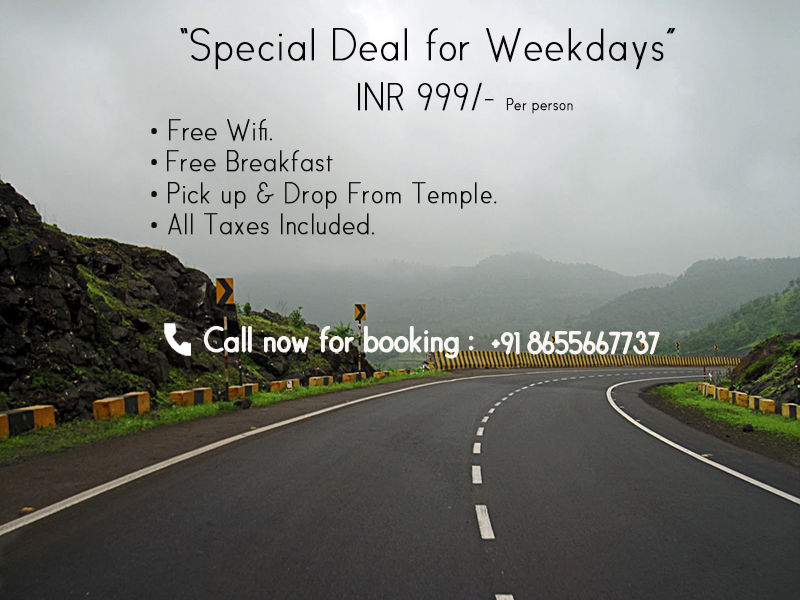 “Special Deal for Weekdays”
INR 999/- Per person
• Free Wifi.
• Free Breakfast
• Pick up & Drop From Temple.
• All Taxes Included.
Call now for booking : +91 8655667737